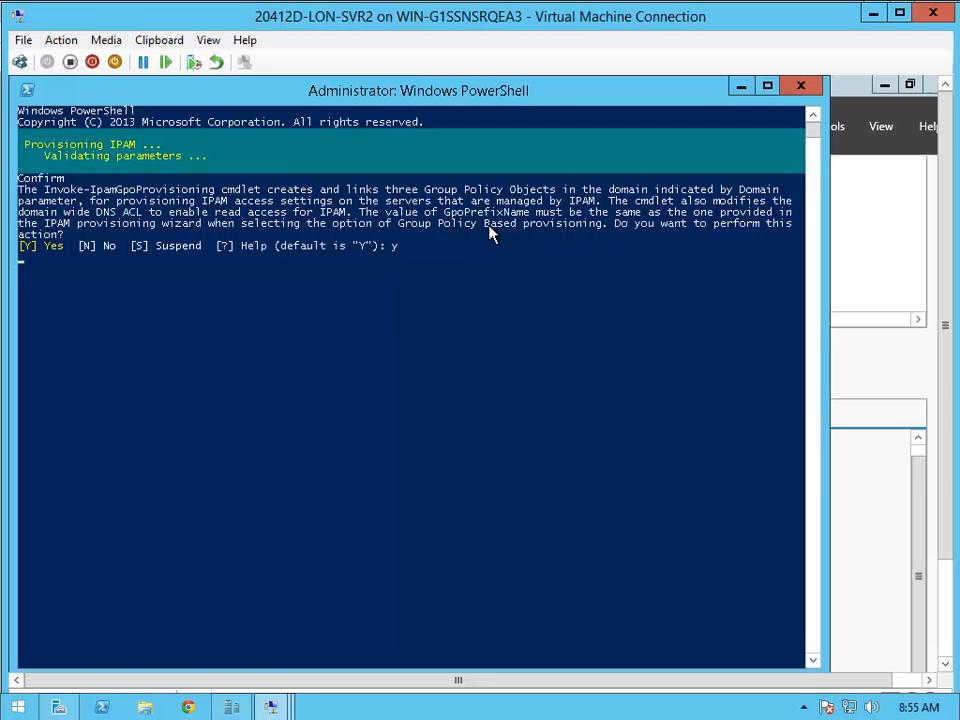 20412D-LON-SVR2 on WIN-G1SSNSRQEA3 - Virtual Machine Connection
File Action Media Clipboard View Help
Administrator: Windows PowerShell
Windows PowerShell
Copyright (C) 2013 Microsoft Corporation. All rights reserved.
Provisioning IPAM ...
Validating parameters ...
Confirm
The Invoke-IpamGpoProvisioning cmdlet creates and links three Group Policy Objects in the domain indicated by Domain
parameter, for provisioning IPAM access settings on the servers that are managed by IPAM. The cmdlet also modifies the
domain wide DNS ACL to enable read access for IPAM. The value of GpoPrefixName must be the same as the one provided in
the IPAM provisioning wizard when selecting the option of Group Policy Based provisioning. Do you want to perform this
action?
[Y] Yes [N] No [S] Suspend [?] Help (default is "Y"): y
ols View Help
8:55 AM